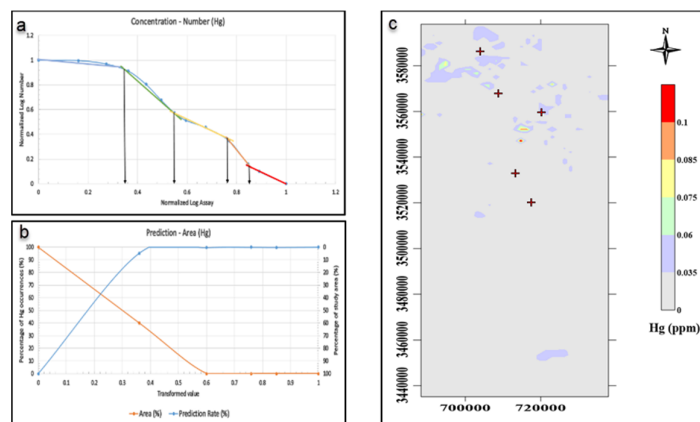 a
Concentration - Number (Hg)
Normalized Log Number
1.2
1
0.8
0.6
0.4
0.2
0
0 0.2 0.4 0.6 0.8 1 1.2
Normalized Log Assay
b
Prediction - Area (Hg)
Percentage of Hg occurrences (%)
100
90
80
70
60
50
40
30
20
10
0
0
10
20
30
40
50
60
70
80
90
100
Percentage of study area (%)
0 0.1 0.2 0.3 0.4 0.5 0.6 0.7 0.8 0.9 1
Transformed value
Area (%) Prediction Rate (%)
c
N
3580000
3560000
3540000
3520000
3500000
3480000
3460000
3440000
700000 720000
0.1
0.085
0.075
0.06
0.035
0
Hg (ppm)